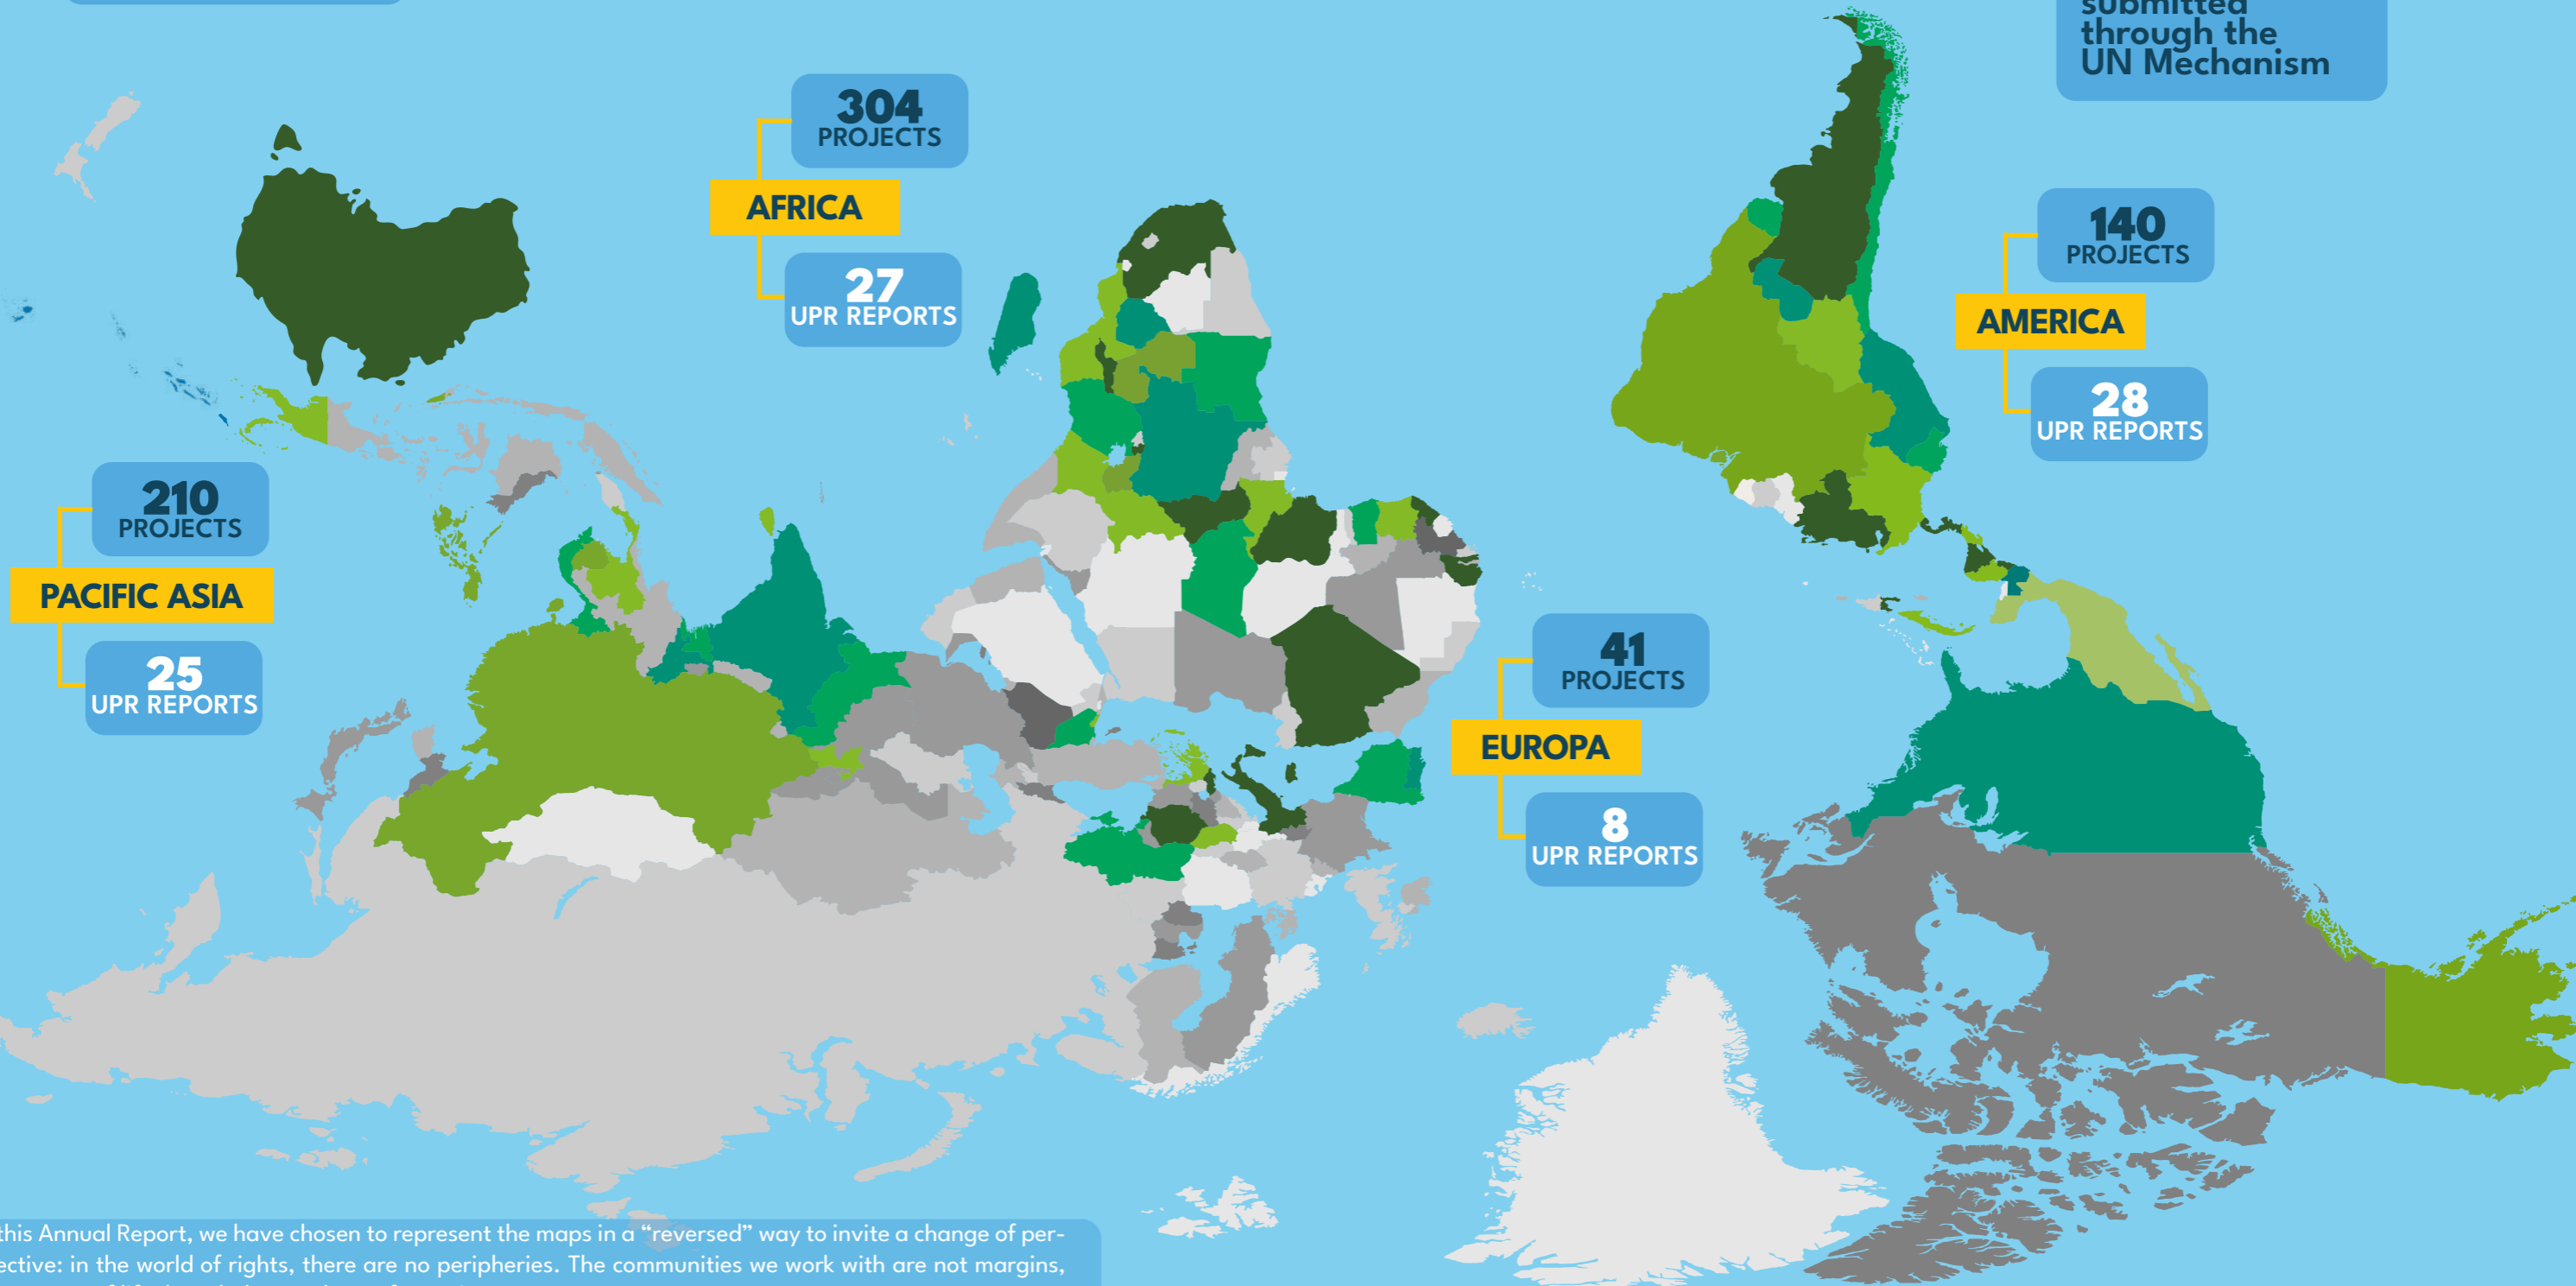 submitted
through the
UN Mechanism
304
PROJECTS
AFRICA
27
UPR REPORTS
140
PROJECTS
AMERICA
28
UPR REPORTS
210
PROJECTS
PACIFIC ASIA
25
UPR REPORTS
41
PROJECTS
EUROPA
8
UPR REPORTS
this Annual Report, we have chosen to represent the maps in a “reversed” way to invite a change of per-
ective: in the world of rights, there are no peripheries. The communities we work with are not margins,